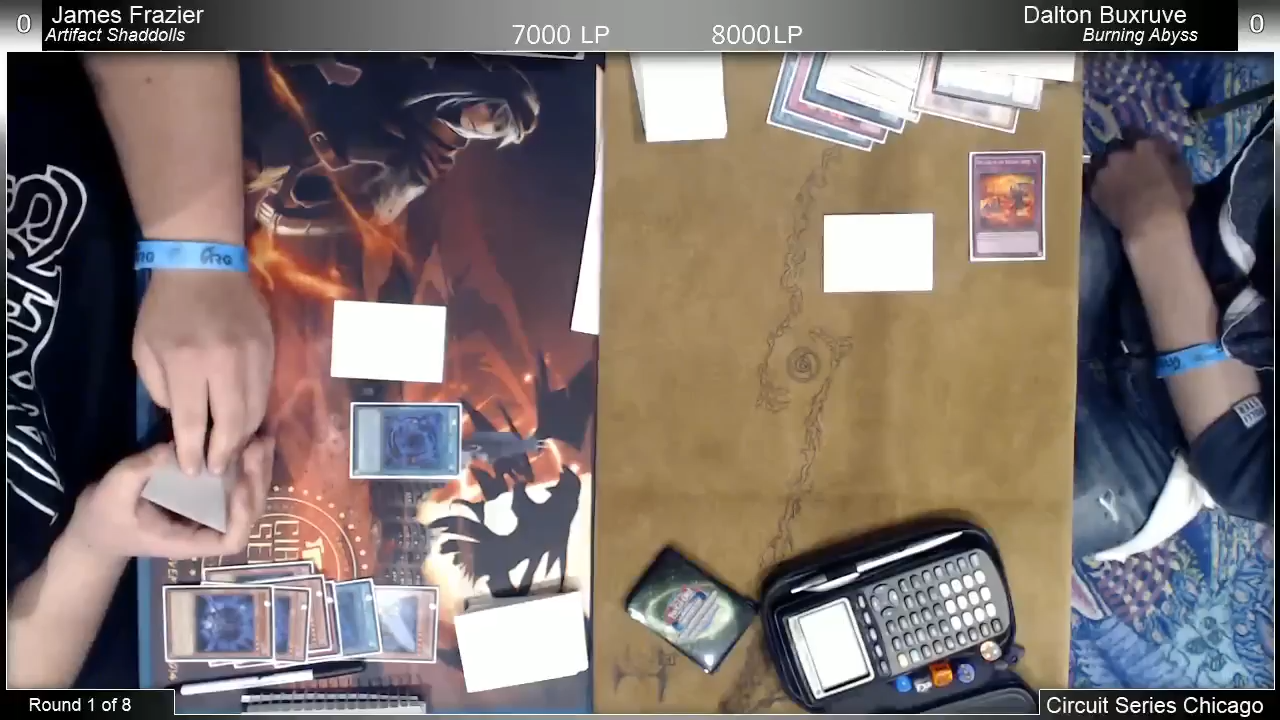 0
James Frazier
Artifact Shaddolls
7000 LP
8000LP
Dalton Buxruve
Burning Abyss
0
Round 1 of 8
Circuit Series Chicago